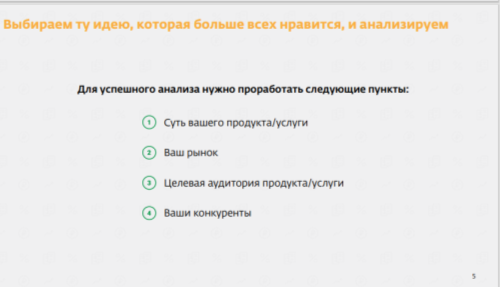 Выбираем ту идею, которая больше всех нравится, и анализируем
Для успешного анализа нужно проработать следующие пункты:
1 Суть вашего продукта/услуги
2 Ваш рынок
3 Целевая аудитория продукта/услуги
4 Ваши конкуренты
5